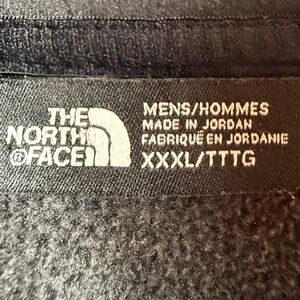 THE
NORTH
FACE
MENS/HOMMES
MADE IN JORDAN
FABRIQUÉ EN JORDANIE
XXXL/TTTG